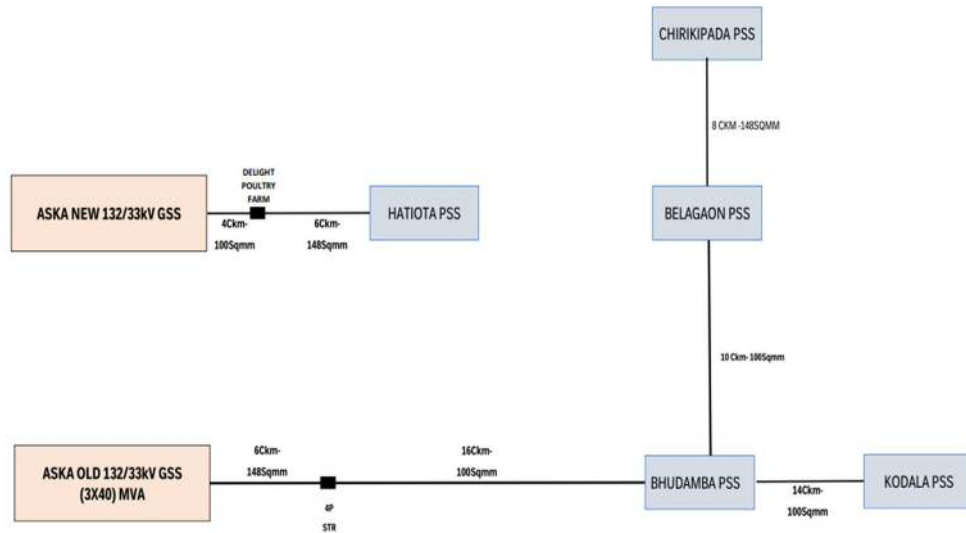 CHIRIKIPADA PSS
8 CKM -148SQMM
DELIGHT
POULTRY
FARM
ASKA NEW 132/33kV GSS
4Ckm-
100Sqmm
6Ckm-
148Sqmm
HATIOTA PSS
BELAGAON PSS
10 Ckm- 100Sqmm
ASKA OLD 132/33kV GSS
(3X40) MVA
6Ckm-
148Sqmm
4P
STR
16Ckm-
100Sqmm
BHUDAMBA PSS
14Ckm-
100Sqmm
KODALA PSS